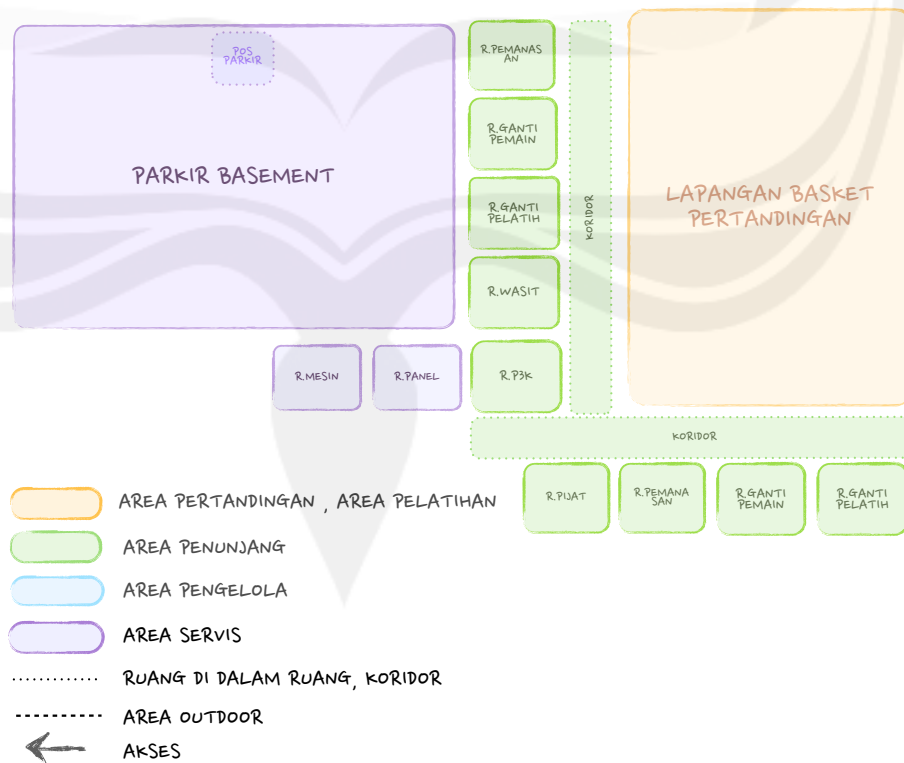 POS
PARKIR
PARKIR BASEMENT
R.PEMANAS
AN
R.GANTI
PEMAIN
R.GANTI
PELATIH
R.WASIT
R.P3K
KORIDOR
LAPANGAN BASKET
PERTANDINGAN
R.MESIN
R.PANEL
KORIDOR
R.PIJAT
R.PEMANA
SAN
R.GANTI
PEMAIN
R.GANTI
PELATIH
AREA PERTANDINGAN , AREA PELATIHAN
AREA PENUNJANG
AREA PENGELOLA
AREA SERVIS
RUANG DI DALAM RUANG, KORIDOR
AREA OUTDOOR
AKSES